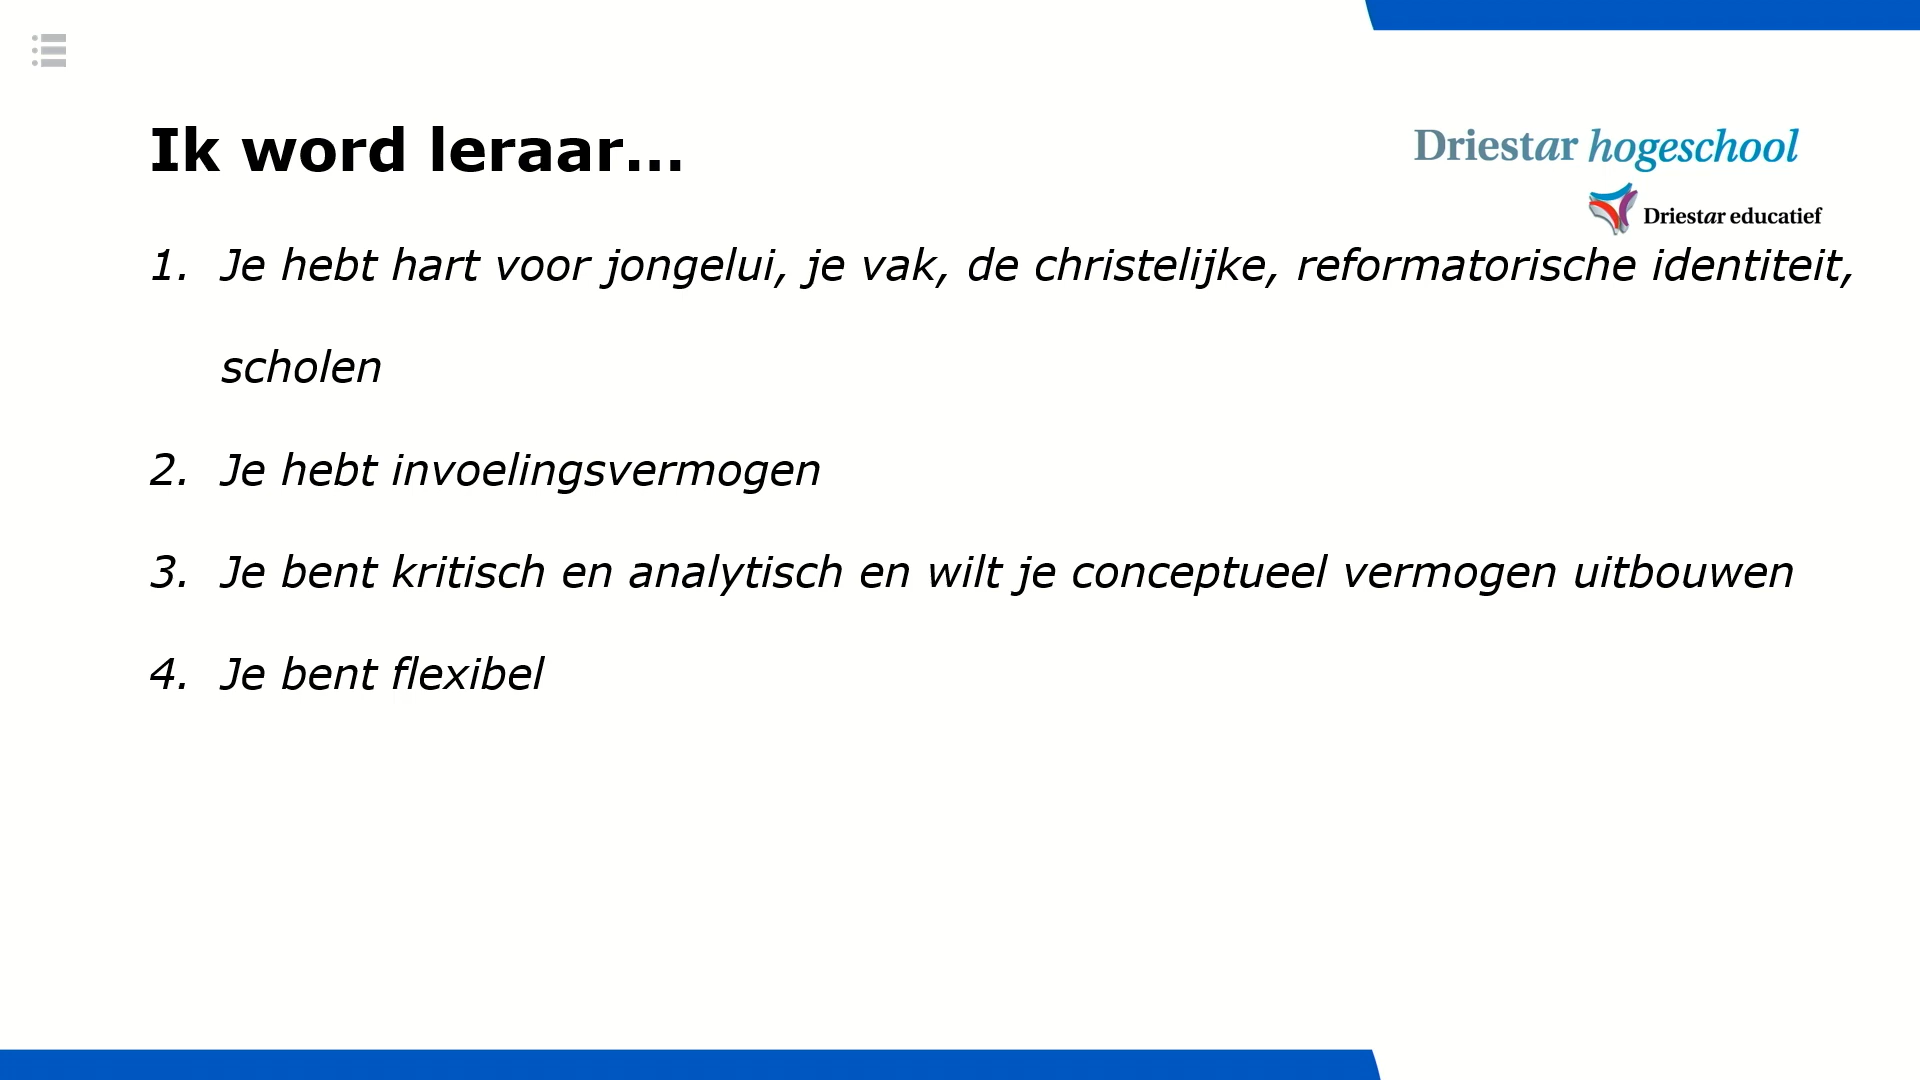 Ik word leraar...
Driestar hogeschool
Driestar educatief
1. Je hebt hart voor jongelui, je vak, de christelijke, reformatorische identiteit,
scholen
2. Je hebt invoelingsvermogen
3. Je bent kritisch en analytisch en wilt je conceptueel vermogen uitbouwen
4. Je bent flexibel